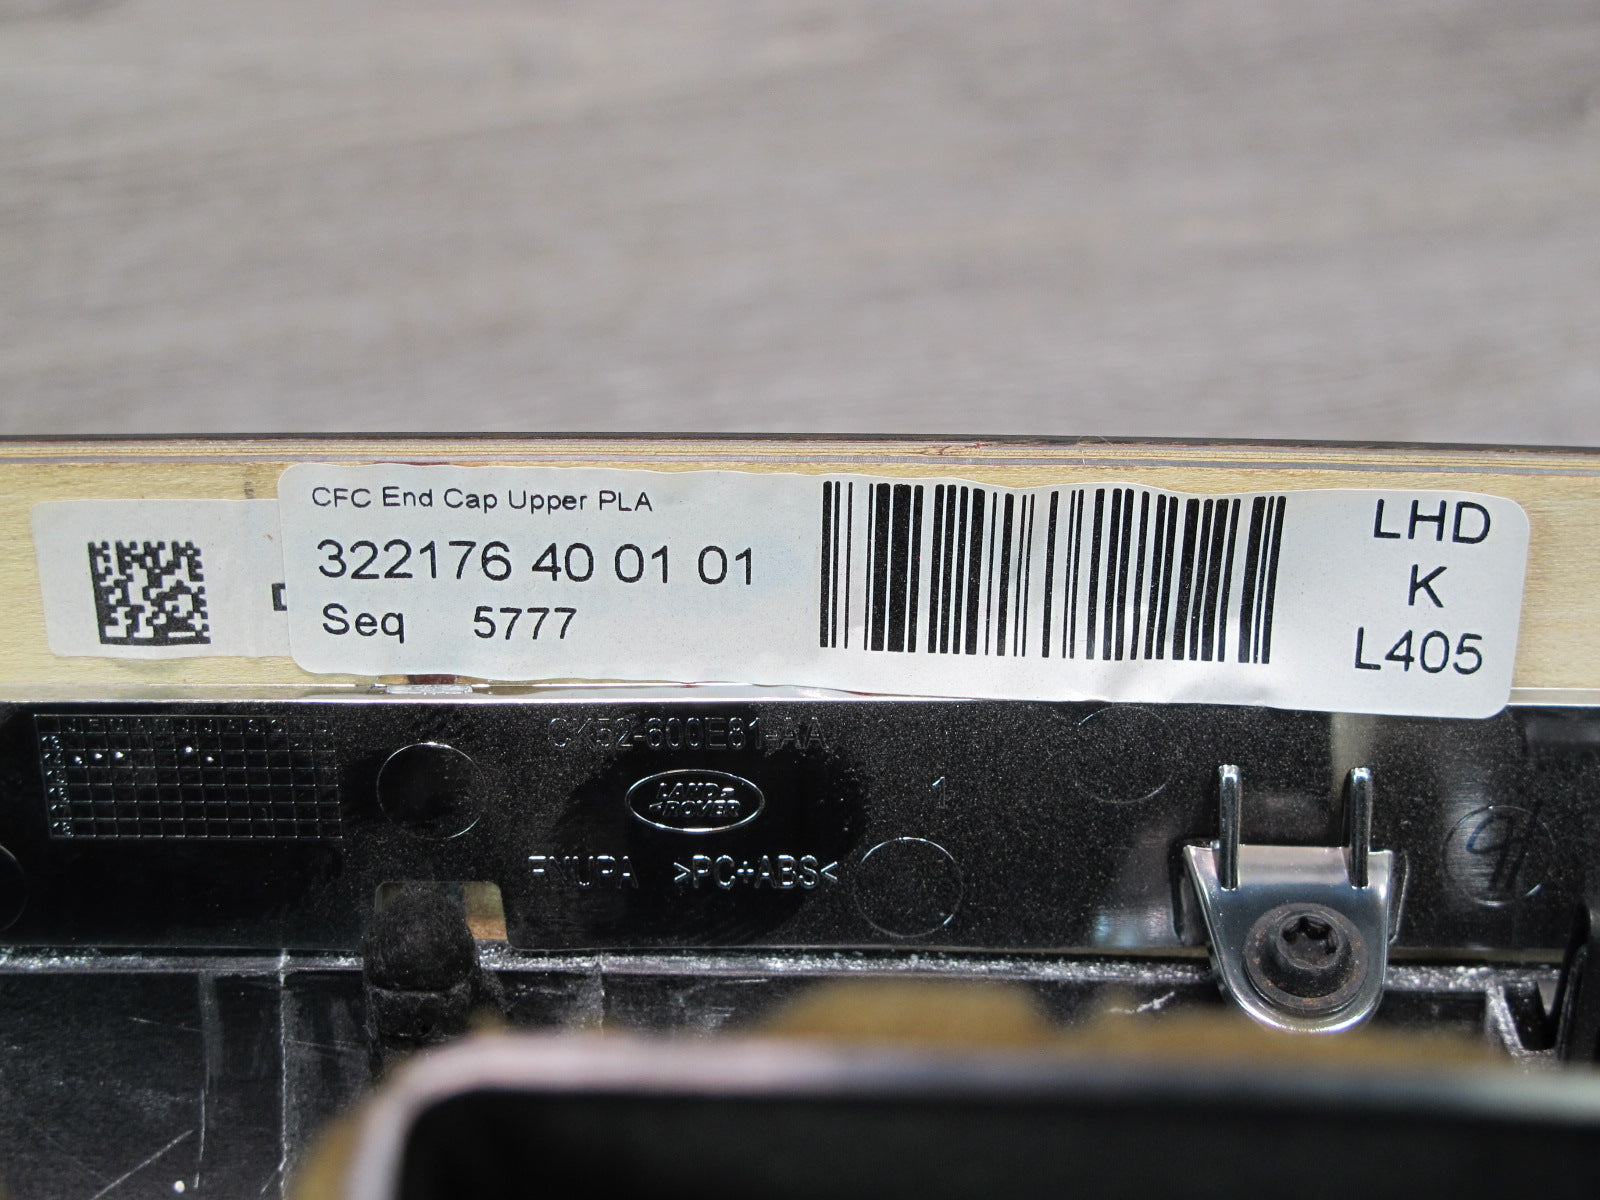 CFC End Cap Upper PLA
322176 40 01 01
Seq 5777
LHD
K
L405
CK52-600E81-AA
LAND-
ROVER
1
>PC+ABS<